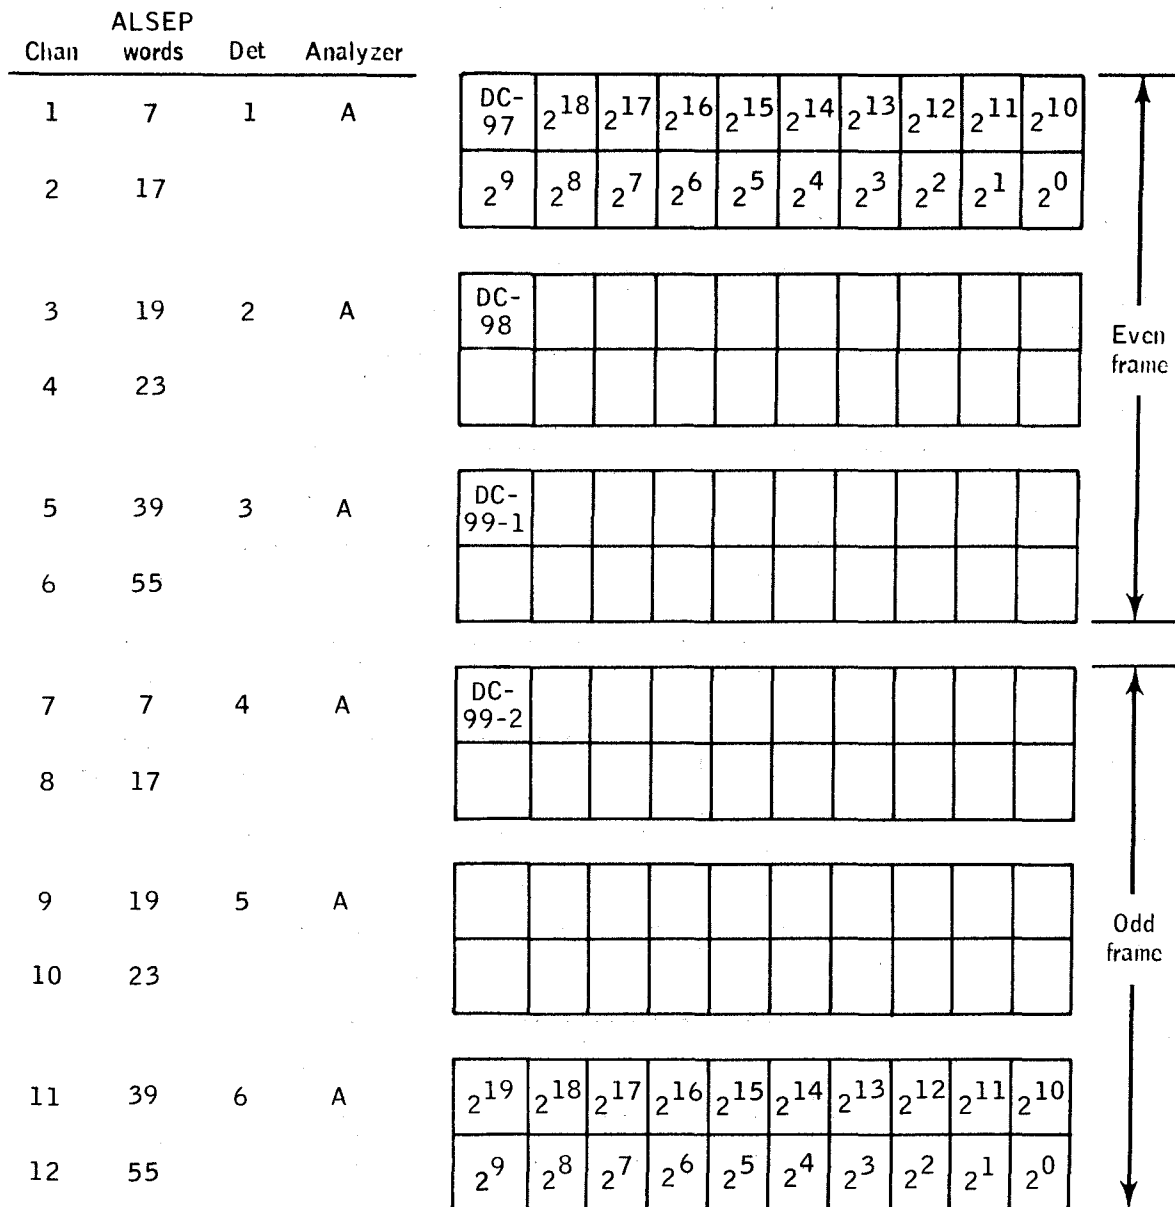 ALSEP
Chan words Det Analyzer
1 7 1 A DC-97 2^18 2^17 2^16 2^15 2^14 2^13 2^12 2^11 2^10
2 17 2^9 2^8 2^7 2^6 2^5 2^4 2^3 2^2 2^1 2^0
3 19 2 A DC-98
Even
frame
4 23
5 39 3 A DC-99-1
6 55
7 7 4 A DC-99-2
8 17
9 19 5 A
Odd
frame
10 23
11 39 6 A 2^19 2^18 2^17 2^16 2^15 2^14 2^13 2^12 2^11 2^10
12 55 2^9 2^8 2^7 2^6 2^5 2^4 2^3 2^2 2^1 2^0